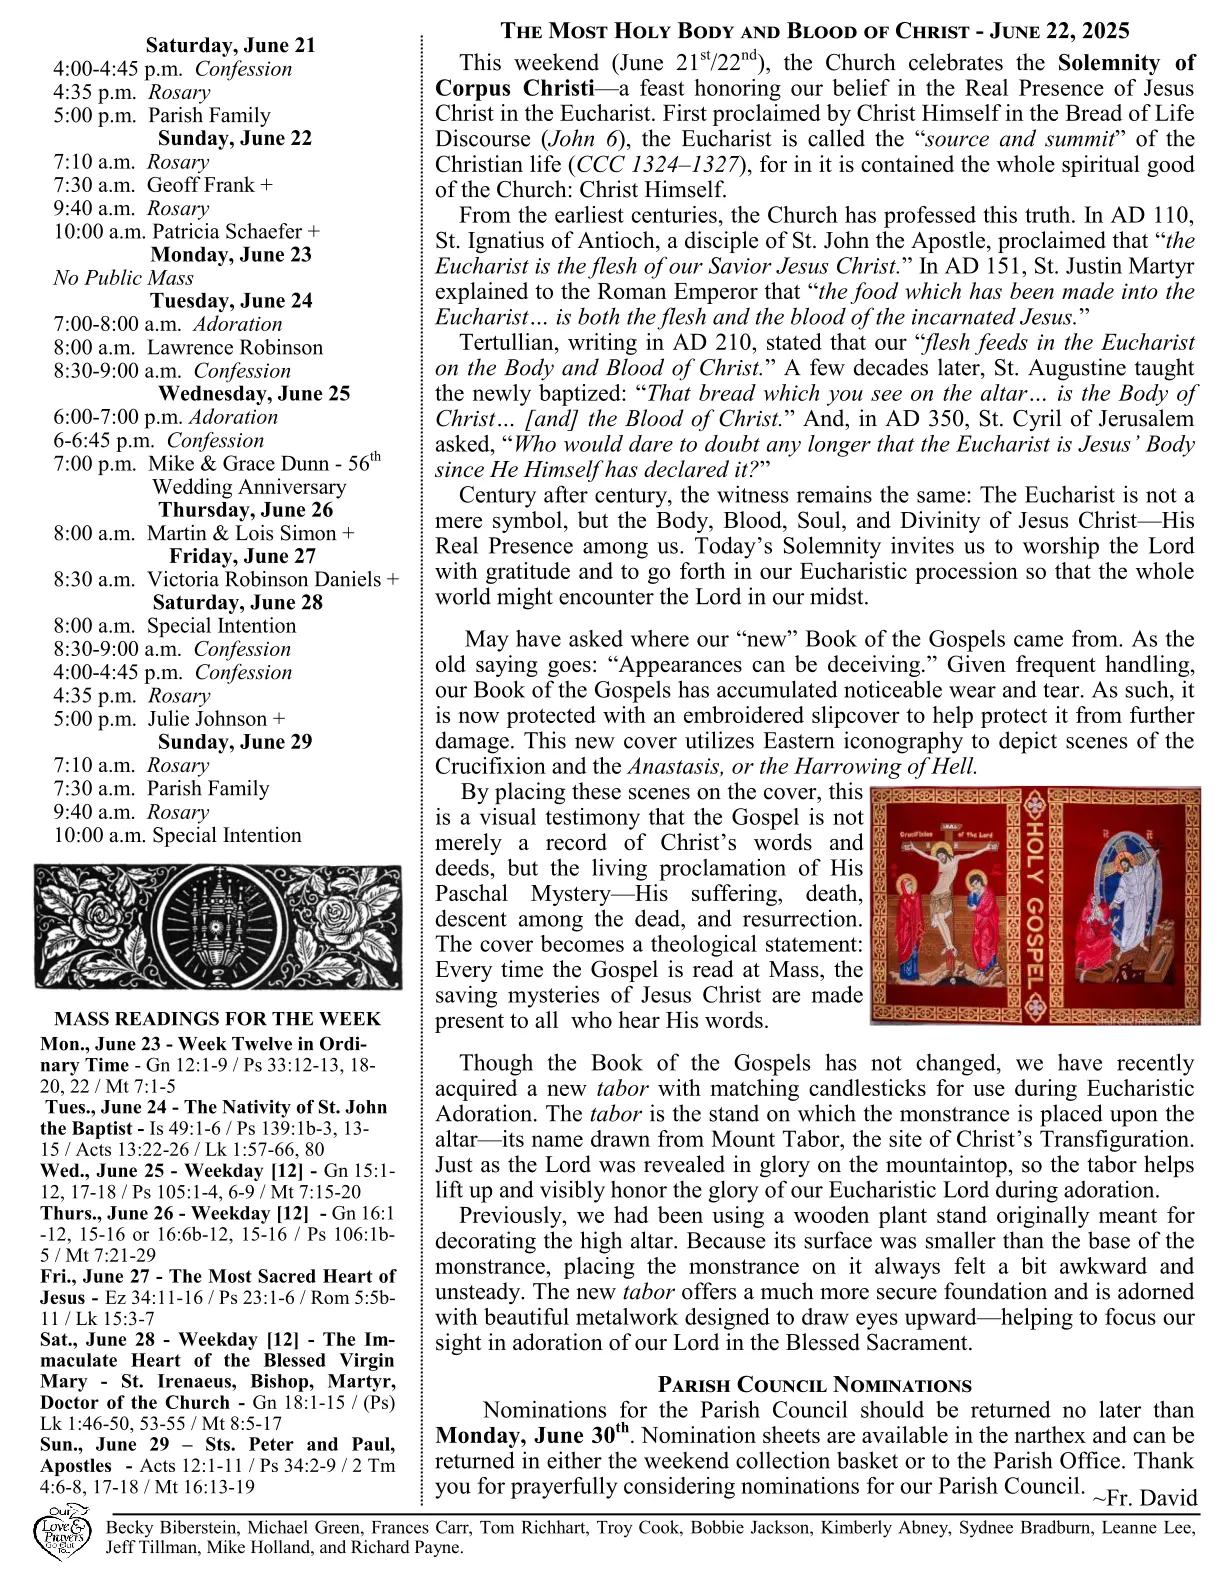 Saturday, June 21
4:00-4:45 p.m. Confession
4:35 p.m. Rosary
5:00 p.m. Parish Family
Sunday, June 22
7:10 a.m. Rosary
7:30 a.m. Geoff Frank +
9:40 a.m. Rosary
10:00 a.m. Patricia Schaefer +
Monday, June 23
No Public Mass
Tuesday, June 24
7:00-8:00 a.m. Adoration
8:00 a.m. Lawrence Robinson
8:30-9:00 a.m. Confession
Wednesday, June 25
6:00-7:00 p.m. Adoration
6-6:45 p.m. Confession
7:00 p.m. Mike & Grace Dunn - 56th
Wedding Anniversary
Thursday, June 26
8:00 a.m. Martin & Lois Simon +
Friday, June 27
8:30 a.m. Victoria Robinson Daniels +
Saturday, June 28
8:00 a.m. Special Intention
8:30-9:00 a.m. Confession
4:00-4:45 p.m. Confession
4:35 p.m. Rosary
5:00 p.m. Julie Johnson +
Sunday, June 29
7:10 a.m. Rosary
7:30 a.m. Parish Family
9:40 a.m. Rosary
10:00 a.m. Special Intention
MASS READINGS FOR THE WEEK
Mon., June 23 - Week Twelve in Ordi-
nary Time - Gn 12:1-9 / Ps 33:12-13, 18-
20, 22 / Mt 7:1-5
Tues., June 24 - The Nativity of St. John
the Baptist - Is 49:1-6 / Ps 139:1b-3, 13-
15 / Acts 13:22-26 / Lk 1:57-66, 80
Wed., June 25 - Weekday [12] - Gn 15:1-
12, 17-18 / Ps 105:1-4, 6-9 / Mt 7:15-20
Thurs., June 26 - Weekday [12] - Gn 16:1
-12, 15-16 or 16:6b-12, 15-16 / Ps 106:1b-
5 / Mt 7:21-29
Fri., June 27 - The Most Sacred Heart of
Jesus - Ez 34:11-16 / Ps 23:1-6 / Rom 5:5b-
11 / Lk 15:3-7
Sat., June 28 - Weekday [12] - The Im-
maculate Heart of the Blessed Virgin
Mary - St. Irenaeus, Bishop, Martyr,
Doctor of the Church - Gn 18:1-15 / (Ps)
Lk 1:46-50, 53-55 / Mt 8:5-17
Sun., June 29 – Sts. Peter and Paul,
Apostles - Acts 12:1-11 / Ps 34:2-9 / 2 Tm
4:6-8, 17-18 / Mt 16:13-19
The Most Holy Body and Blood of Christ - June 22, 2025
This weekend (June 21st/22nd), the Church celebrates the Solemnity of
Corpus Christi—a feast honoring our belief in the Real Presence of Jesus
Christ in the Eucharist. First proclaimed by Christ Himself in the Bread of Life
Discourse (John 6), the Eucharist is called the “source and summit” of the
Christian life (CCC 1324–1327), for in it is contained the whole spiritual good
of the Church: Christ Himself.
From the earliest centuries, the Church has professed this truth. In AD 110,
St. Ignatius of Antioch, a disciple of St. John the Apostle, proclaimed that “the
Eucharist is the flesh of our Savior Jesus Christ.” In AD 151, St. Justin Martyr
explained to the Roman Emperor that “the food which has been made into the
Eucharist… is both the flesh and the blood of the incarnated Jesus.”
Tertullian, writing in AD 210, stated that our “flesh feeds in the Eucharist
on the Body and Blood of Christ.” A few decades later, St. Augustine taught
the newly baptized: “That bread which you see on the altar… is the Body of
Christ… [and] the Blood of Christ.” And, in AD 350, St. Cyril of Jerusalem
asked, “Who would dare to doubt any longer that the Eucharist is Jesus’ Body
since He Himself has declared it?”
Century after century, the witness remains the same: The Eucharist is not a
mere symbol, but the Body, Blood, Soul, and Divinity of Jesus Christ—His
Real Presence among us. Today’s Solemnity invites us to worship the Lord
with gratitude and to go forth in our Eucharistic procession so that the whole
world might encounter the Lord in our midst.
May have asked where our “new” Book of the Gospels came from. As the
old saying goes: “Appearances can be deceiving.” Given frequent handling,
our Book of the Gospels has accumulated noticeable wear and tear. As such, it
is now protected with an embroidered slipcover to help protect it from further
damage. This new cover utilizes Eastern iconography to depict scenes of the
Crucifixion and the Anastasis, or the Harrowing of Hell.
By placing these scenes on the cover, this
is a visual testimony that the Gospel is not
merely a record of Christ’s words and
deeds, but the living proclamation of His
Paschal Mystery—His suffering, death,
descent among the dead, and resurrection.
The cover becomes a theological statement:
Every time the Gospel is read at Mass, the
saving mysteries of Jesus Christ are made
present to all who hear His words.
Crucifixion of the Lord
HOLY GOSPEL
Though the Book of the Gospels has not changed, we have recently
acquired a new tabor with matching candlesticks for use during Eucharistic
Adoration. The tabor is the stand on which the monstrance is placed upon the
altar—its name drawn from Mount Tabor, the site of Christ’s Transfiguration.
Just as the Lord was revealed in glory on the mountaintop, so the tabor helps
lift up and visibly honor the glory of our Eucharistic Lord during adoration.
Previously, we had been using a wooden plant stand originally meant for
decorating the high altar. Because its surface was smaller than the base of the
monstrance, placing the monstrance on it always felt a bit awkward and
unsteady. The new tabor offers a much more secure foundation and is adorned
with beautiful metalwork designed to draw eyes upward—helping to focus our
sight in adoration of our Lord in the Blessed Sacrament.
Parish Council Nominations
Nominations for the Parish Council should be returned no later than
Monday, June 30th. Nomination sheets are available in the narthex and can be
returned in either the weekend collection basket or to the Parish Office. Thank
you for prayerfully considering nominations for our Parish Council.
~Fr. David
Our
Love &
Prayers
Go Out
To...
Becky Biberstein, Michael Green, Frances Carr, Tom Richhart, Troy Cook, Bobbie Jackson, Kimberly Abney, Sydnee Bradburn, Leanne Lee,
Jeff Tillman, Mike Holland, and Richard Payne.